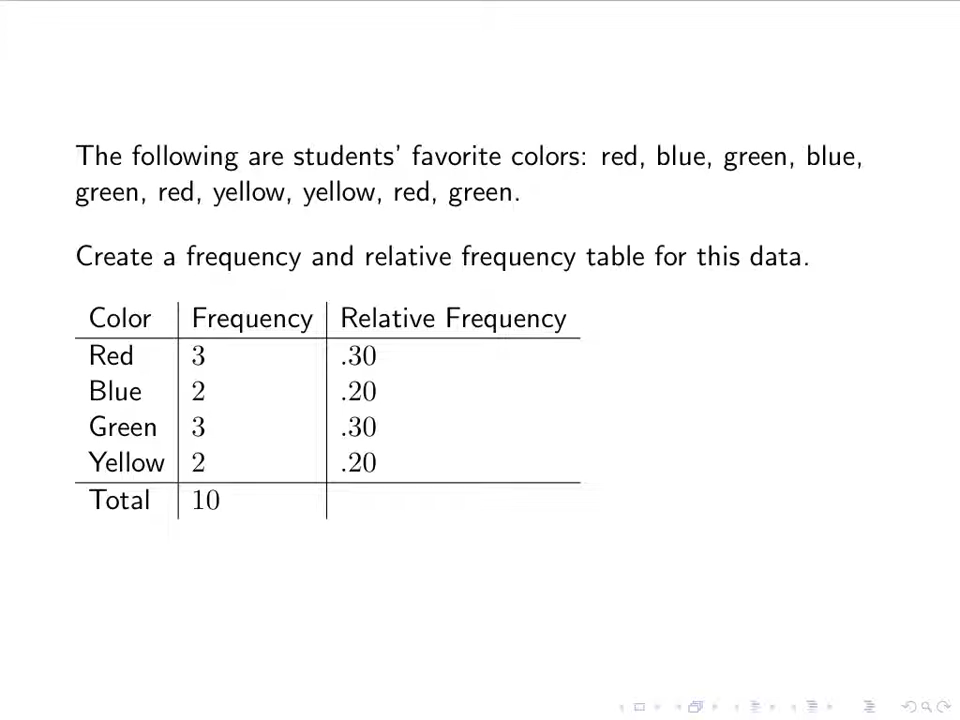 The following are students' favorite colors: red, blue, green, blue,
green, red, yellow, yellow, red, green.
Create a frequency and relative frequency table for this data.
Color Frequency Relative Frequency
Red 3 .30
Blue 2 .20
Green 3 .30
Yellow 2 .20
Total 10